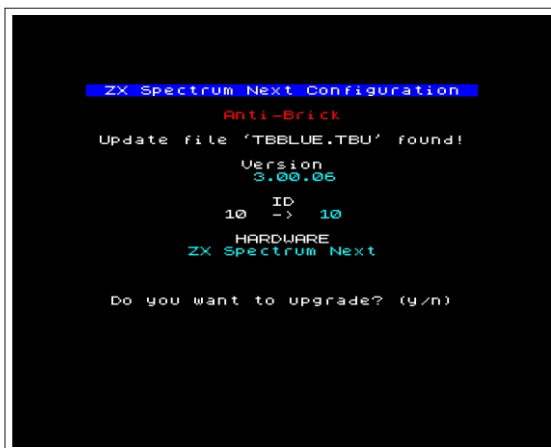 ZX Spectrum Next Configuration
Anti-Brick
Update file 'TBBLUE.TBU' found!
Version
3.00.06
ID
10 -> 10
HARDWARE
ZX Spectrum Next
Do you want to upgrade? (y/n)